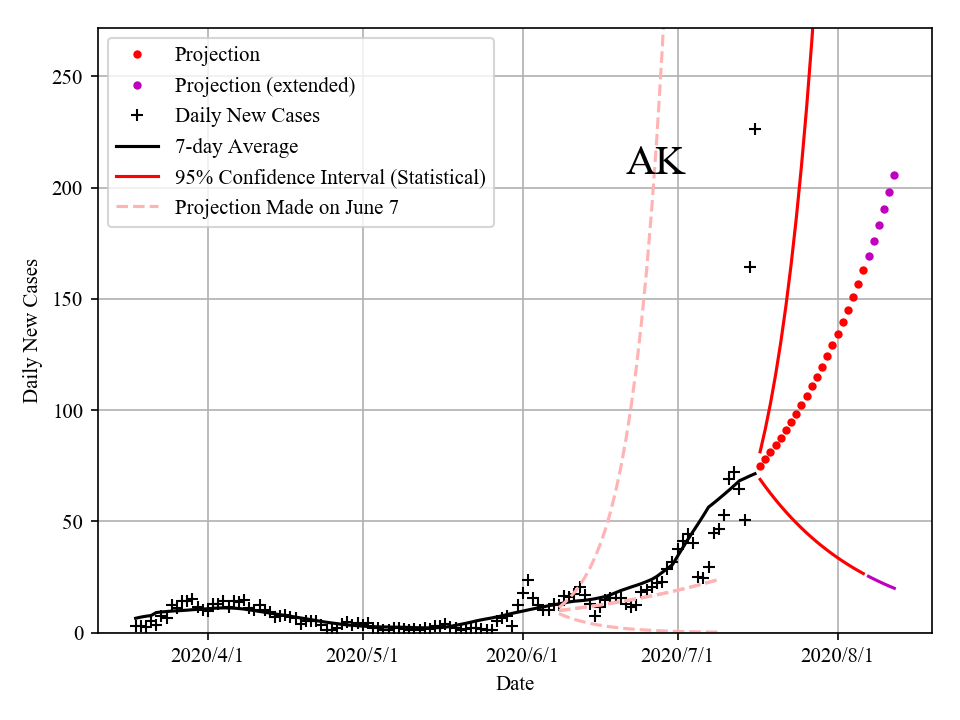 Projection
Projection (extended)
Daily New Cases
7-day Average
95% Confidence Interval (Statistical)
Projection Made on June 7
AK
250
200
150
100
50
0
Daily New Cases
2020/4/1
2020/5/1
2020/6/1
2020/7/1
2020/8/1
Date